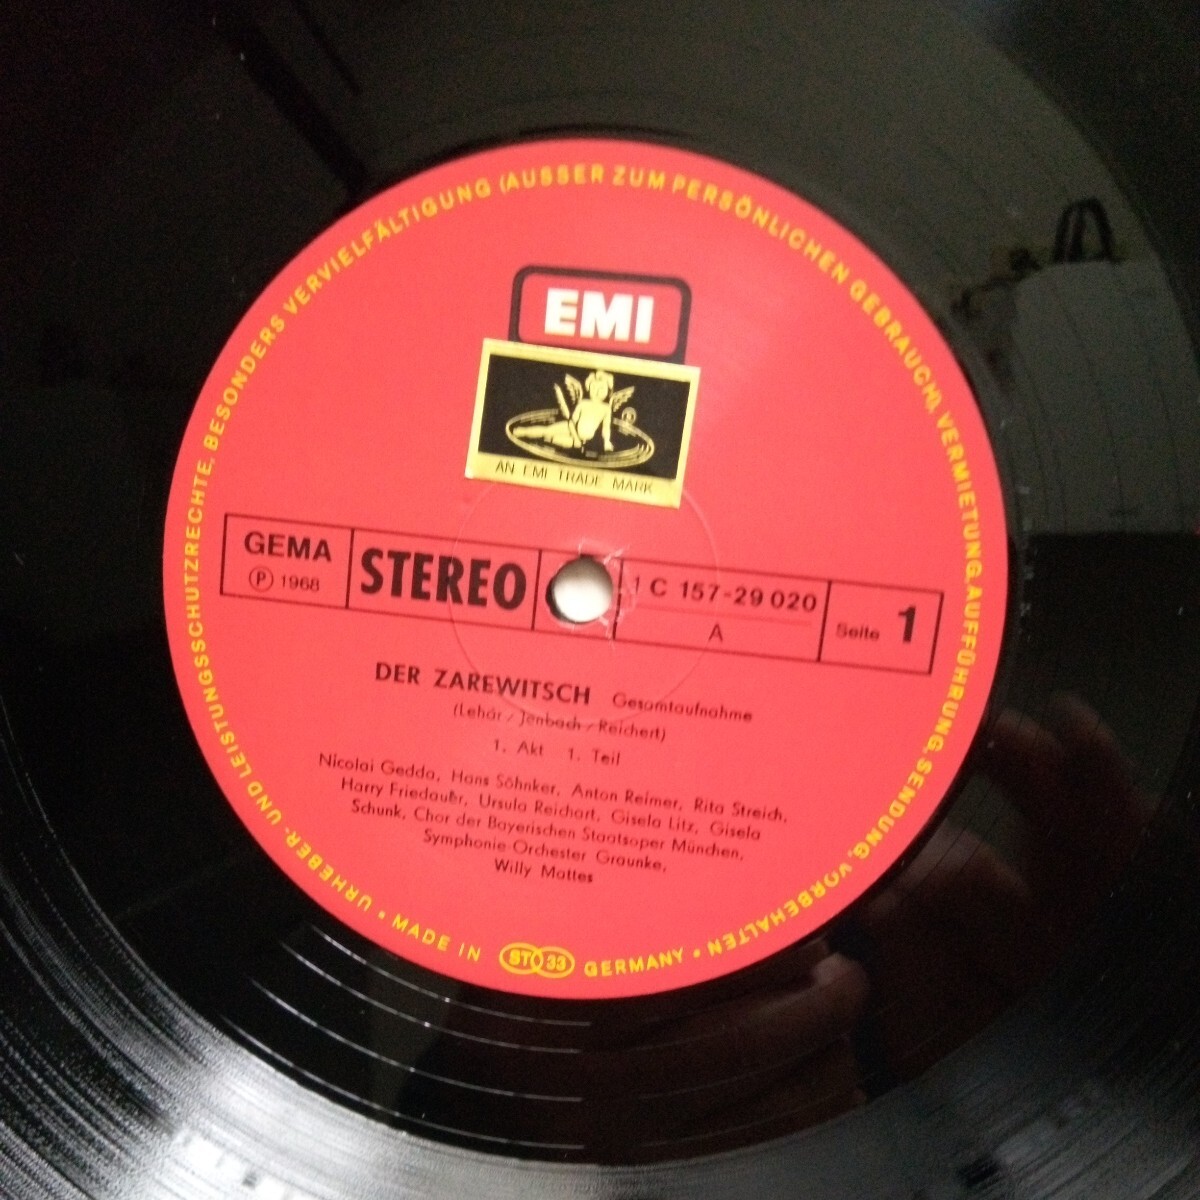 URHEBER- UND LEISTUNGSSCHUTZRECHTE, BESONDERS VERVIELFÄLTIGUNG (AUSSER ZUM PERSÖNLICHEN GEBRAUCH), VERMIETUNG, AUFFÜHRUNG, SENDUNG, VORBEHALTEN •
EMI
®
AN EMI TRADE MARK
GEMA
Ⓟ 1968
STEREO
1 C 157-29 020
A
Seite 1
DER ZAREWITSCH Gesamtaufnahme
(Lehár / Jenbach / Reichert)
1. Akt 1. Teil
Nicolai Gedda, Hans Söhnker, Anton Reimer, Rita Streich,
Harry Friedauer, Ursula Reichart, Gisela Litz, Gisela
Schunk, Chor der Bayerischen Staatsoper München,
Symphonie-Orchester Graunke,
Willy Mattes
• MADE IN ST 33 GERMANY